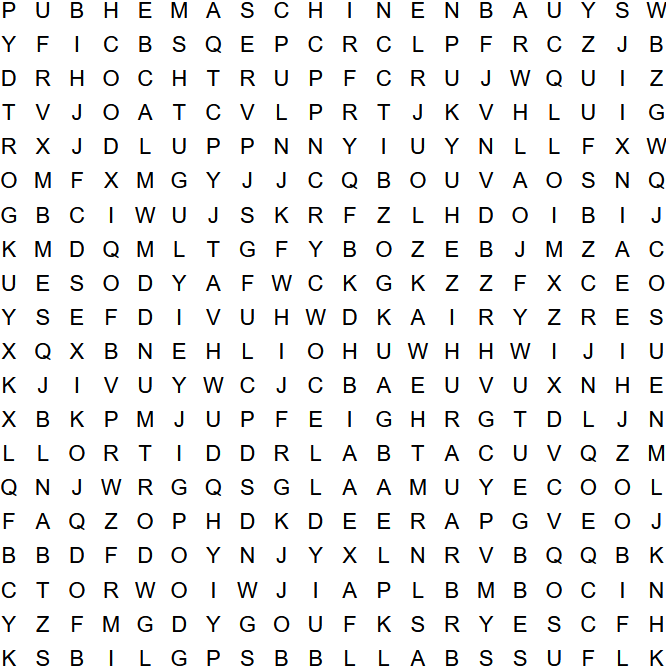 P U B H E M A S C H I N E N B A U Y S W
Y F I C B S Q E P C R C L P F R C Z J B
D R H O C H T R U P F C R U J W Q U I Z
T V J O A T C V L P R T J K V H L U I G
R X J D L U P P N N Y I U Y N L L F X W
O M F X M G Y J J C Q B O U V A O S N Q
G B C I W U J S K R F Z L H D O I B I J
K M D Q M L T G F Y B O Z E B J M Z A C
U E S O D Y A F W C K G K Z Z F X C E O
Y S E F D I V U H W D K A I R Y Z R E S
X Q X B N E H L I O H U W H H W I J I U
K J I V U Y W C J C B A E U V U X N H E
X B K P M J U P F E I G H R G T D L J N
L L O R T I D D R L A B T A C U V Q Z M
Q N J W R G Q S G L A A M U Y E C O O L
F A Q Z O P H D K D E E R A P G V E O J
B B D F D O Y N J Y X L N R V B Q Q B K
C T O R W O I W J I A P L B M B O C I N
Y Z F M G D Y G O U F K S R Y E S C F H
K S B I L G P S B B L L A B S S U F L K